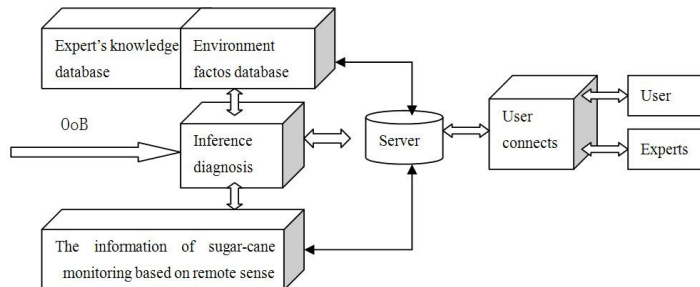 Expert's knowledge
database
Environment
factos database
OoB
Inference
diagnosis
Server
User
connects
User
Experts
The information of sugar-cane
monitoring based on remote sense